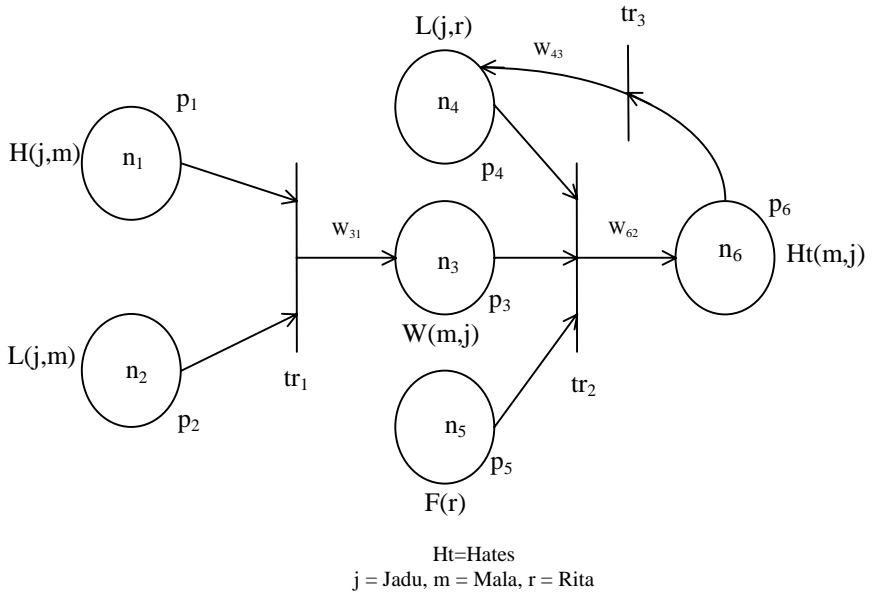 L(j,r)
tr₃
w₄₃
n₄
p₁
n₁
H(j,m)
p₄
p₆
w₃₁
w₆₂
n₃
n₆
Ht(m,j)
p₃
W(m,j)
L(j,m)
n₂
tr₁
tr₂
p₂
n₅
p₅
F(r)
Ht=Hates
j = Jadu, m = Mala, r = Rita